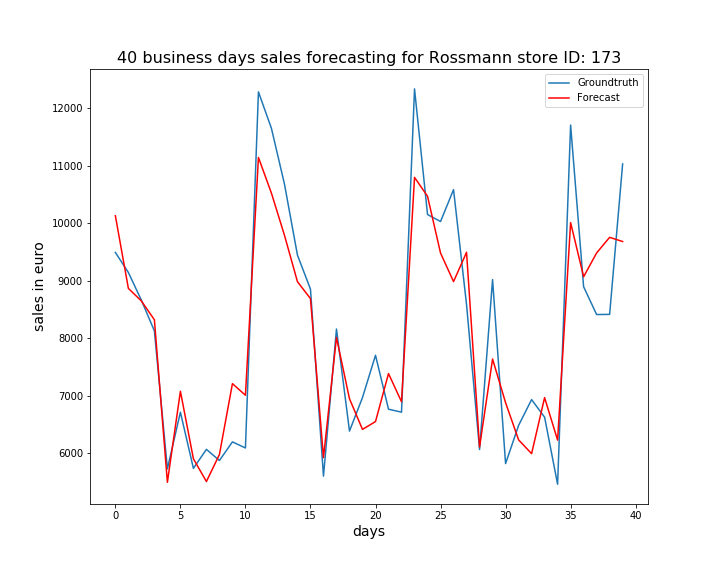 40 business days sales forecasting for Rossmann store ID: 173
Groundtruth
Forecast
12000
11000
10000
9000
8000
7000
6000
sales in euro
0 5 10 15 20 25 30 35 40
days